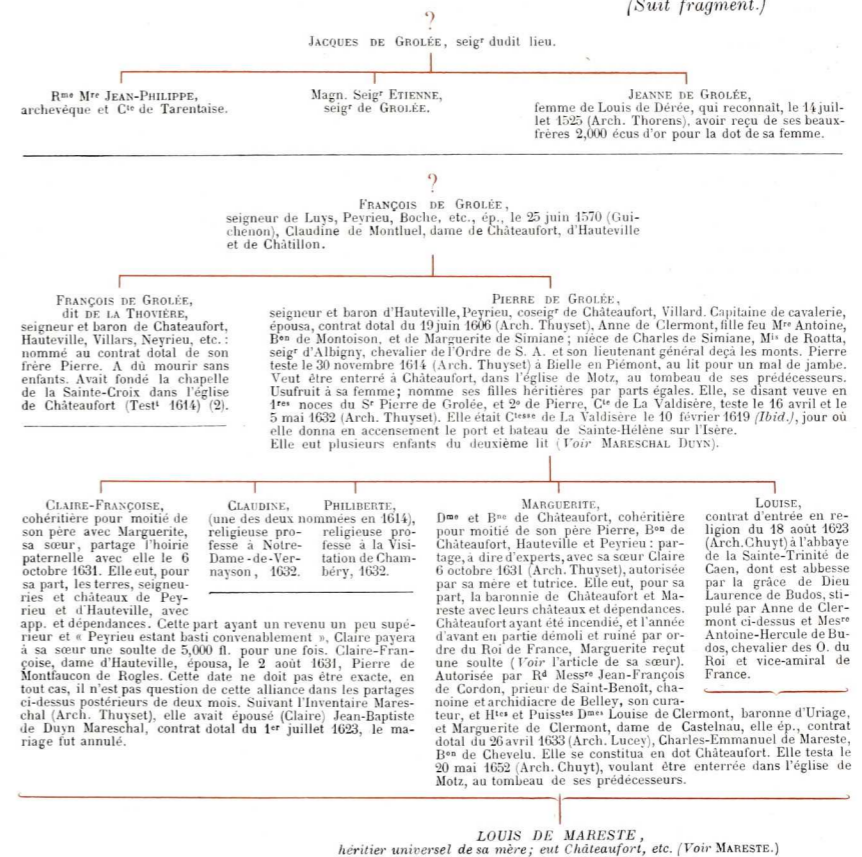 (Suit fragment.)
?
JACQUES DE GROLÉE, seigr dudit lieu.
Rme Mre JEAN-PHILIPPE,
archevêque et Cte de Tarentaise.
Magn. Seigr ETIENNE,
seigr de GROLÉE.
JEANNE DE GROLÉE,
femme de Louis de Dérée, qui reconnaît, le 14 juil-
let 1525 (Arch. Thorens), avoir reçu de ses beaux-
frères 2,000 écus d'or pour la dot de sa femme.
?
FRANÇOIS DE GROLÉE,
seigneur de Luys, Peyrieu, Boche, etc., ép., le 25 juin 1570 (Gui-
chenon), Claudine de Montluel, dame de Châteaufort, d'Hauteville
et de Châtillon.
FRANÇOIS DE GROLÉE,
dit DE LA THOVIÈRE,
seigneur et baron de Chateaufort,
Hauteville, Villars, Neyrieu, etc. :
nommé au contrat dotal de son
frère Pierre. A dû mourir sans
enfants. Avait fondé la chapelle
de la Sainte-Croix dans l'église
de Châteaufort (Testt 1614) (2).
PIERRE DE GROLÉE,
seigneur et baron d'Hauteville, Peyrieu, coseigr de Châteaufort, Villard. Capitaine de cavalerie,
épousa, contrat dotal du 19 juin 1606 (Arch. Thuyset), Anne de Clermont, fille feu Mre Antoine,
Bon de Montoison, et de Marguerite de Simiane ; nièce de Charles de Simiane, Mis de Roatta,
seigr d'Albigny, chevalier de l'Ordre de S. A. et son lieutenant général deçà les monts. Pierre
teste le 30 novembre 1614 (Arch. Thuyset) à Bielle en Piémont, au lit pour un mal de jambe.
Veut être enterré à Châteaufort, dans l'église de Motz, au tombeau de ses prédécesseurs.
Usufruit à sa femme ; nomme ses filles héritières par parts égales. Elle, se disant veuve en
1res noces du Sr Pierre de Grolée, et 2o de Pierre, Cte de La Valdisère, teste le 16 avril et le
5 mai 1632 (Arch. Thuyset). Elle était Ctesse de La Valdisère le 10 février 1619 (Ibid.), jour où
elle donna en accensement le port et bateau de Sainte-Hélène sur l'Isère.
Elle eut plusieurs enfants du deuxième lit (Voir MARESCHAL DUYN).
CLAIRE-FRANÇOISE,
cohéritière pour moitié de
son père avec Marguerite,
sa sœur, partage l'hoirie
paternelle avec elle le 6
octobre 1631. Elle eut, pour
sa part, les terres, seigneu-
ries et châteaux de Pey-
rieu et d'Hauteville, avec
app. et dépendances. Cette part ayant un revenu un peu supé-
rieur et « Peyrieu estant basti convenablement », Claire payera
à sa sœur une soulte de 5,000 fl. pour une fois. Claire-Fran-
çoise, dame d'Hauteville, épousa, le 2 août 1631, Pierre de
Montfaucon de Rogles. Cette date ne doit pas être exacte, en
tout cas, il n'est pas question de cette alliance dans les partages
ci-dessus postérieurs de deux mois. Suivant l'Inventaire Mares-
chal (Arch. Thuyset), elle avait épousé (Claire) Jean-Baptiste
de Duyn Mareschal, contrat dotal du 1er juillet 1623, le ma-
riage fut annulé.
CLAUDINE,
(une des deux nommées en 1614),
religieuse pro-
fesse à Notre-
Dame-de-Ver-
nayson, 1632.
PHILIBERTE,
religieuse pro-
fesse à la Visi-
tation de Cham-
béry, 1632.
MARGUERITE,
Dme et Bne de Châteaufort, cohéritière
pour moitié de son père Pierre, Bon de
Châteaufort, Hauteville et Peyrieu : par-
tage, à dire d'experts, avec sa sœur Claire
6 octobre 1631 (Arch. Thuyset), autorisée
par sa mère et tutrice. Elle eut, pour sa
part, la baronnie de Châteaufort et Ma-
reste avec leurs châteaux et dépendances.
Châteaufort ayant été incendié, et l'année
d'avant en partie démoli et ruiné par or-
dre du Roi de France, Marguerite reçut
une soulte (Voir l'article de sa sœur).
Autorisée par Rd Messre Jean-François
de Cordon, prieur de Saint-Benoît, cha-
noine et archidiacre de Belley, son cura-
teur, et Htes et Puisstes Dmes Louise de Clermont, baronne d'Uriage,
et Marguerite de Clermont, dame de Castelnau, elle ép., contrat
dotal du 26 avril 1633 (Arch. Lucey), Charles-Emmanuel de Mareste,
Bon de Chevelu. Elle se constitua en dot Châteaufort. Elle testa le
20 mai 1652 (Arch. Chuyt), voulant être enterrée dans l'église de
Motz, au tombeau de ses prédécesseurs.
LOUISE,
contrat d'entrée en re-
ligion du 18 août 1623
(Arch. Chuyt) à l'abbaye
de la Sainte-Trinité de
Caen, dont est abbesse
par la grâce de Dieu
Laurence de Budos, sti-
pulé par Anne de Cler-
mont ci-dessus et Mesre
Antoine-Hercule de Bu-
dos, chevalier des O. du
Roi et vice-amiral de
France.
LOUIS DE MARESTE,
héritier universel de sa mère ; eut Châteaufort, etc. (Voir MARESTE.)